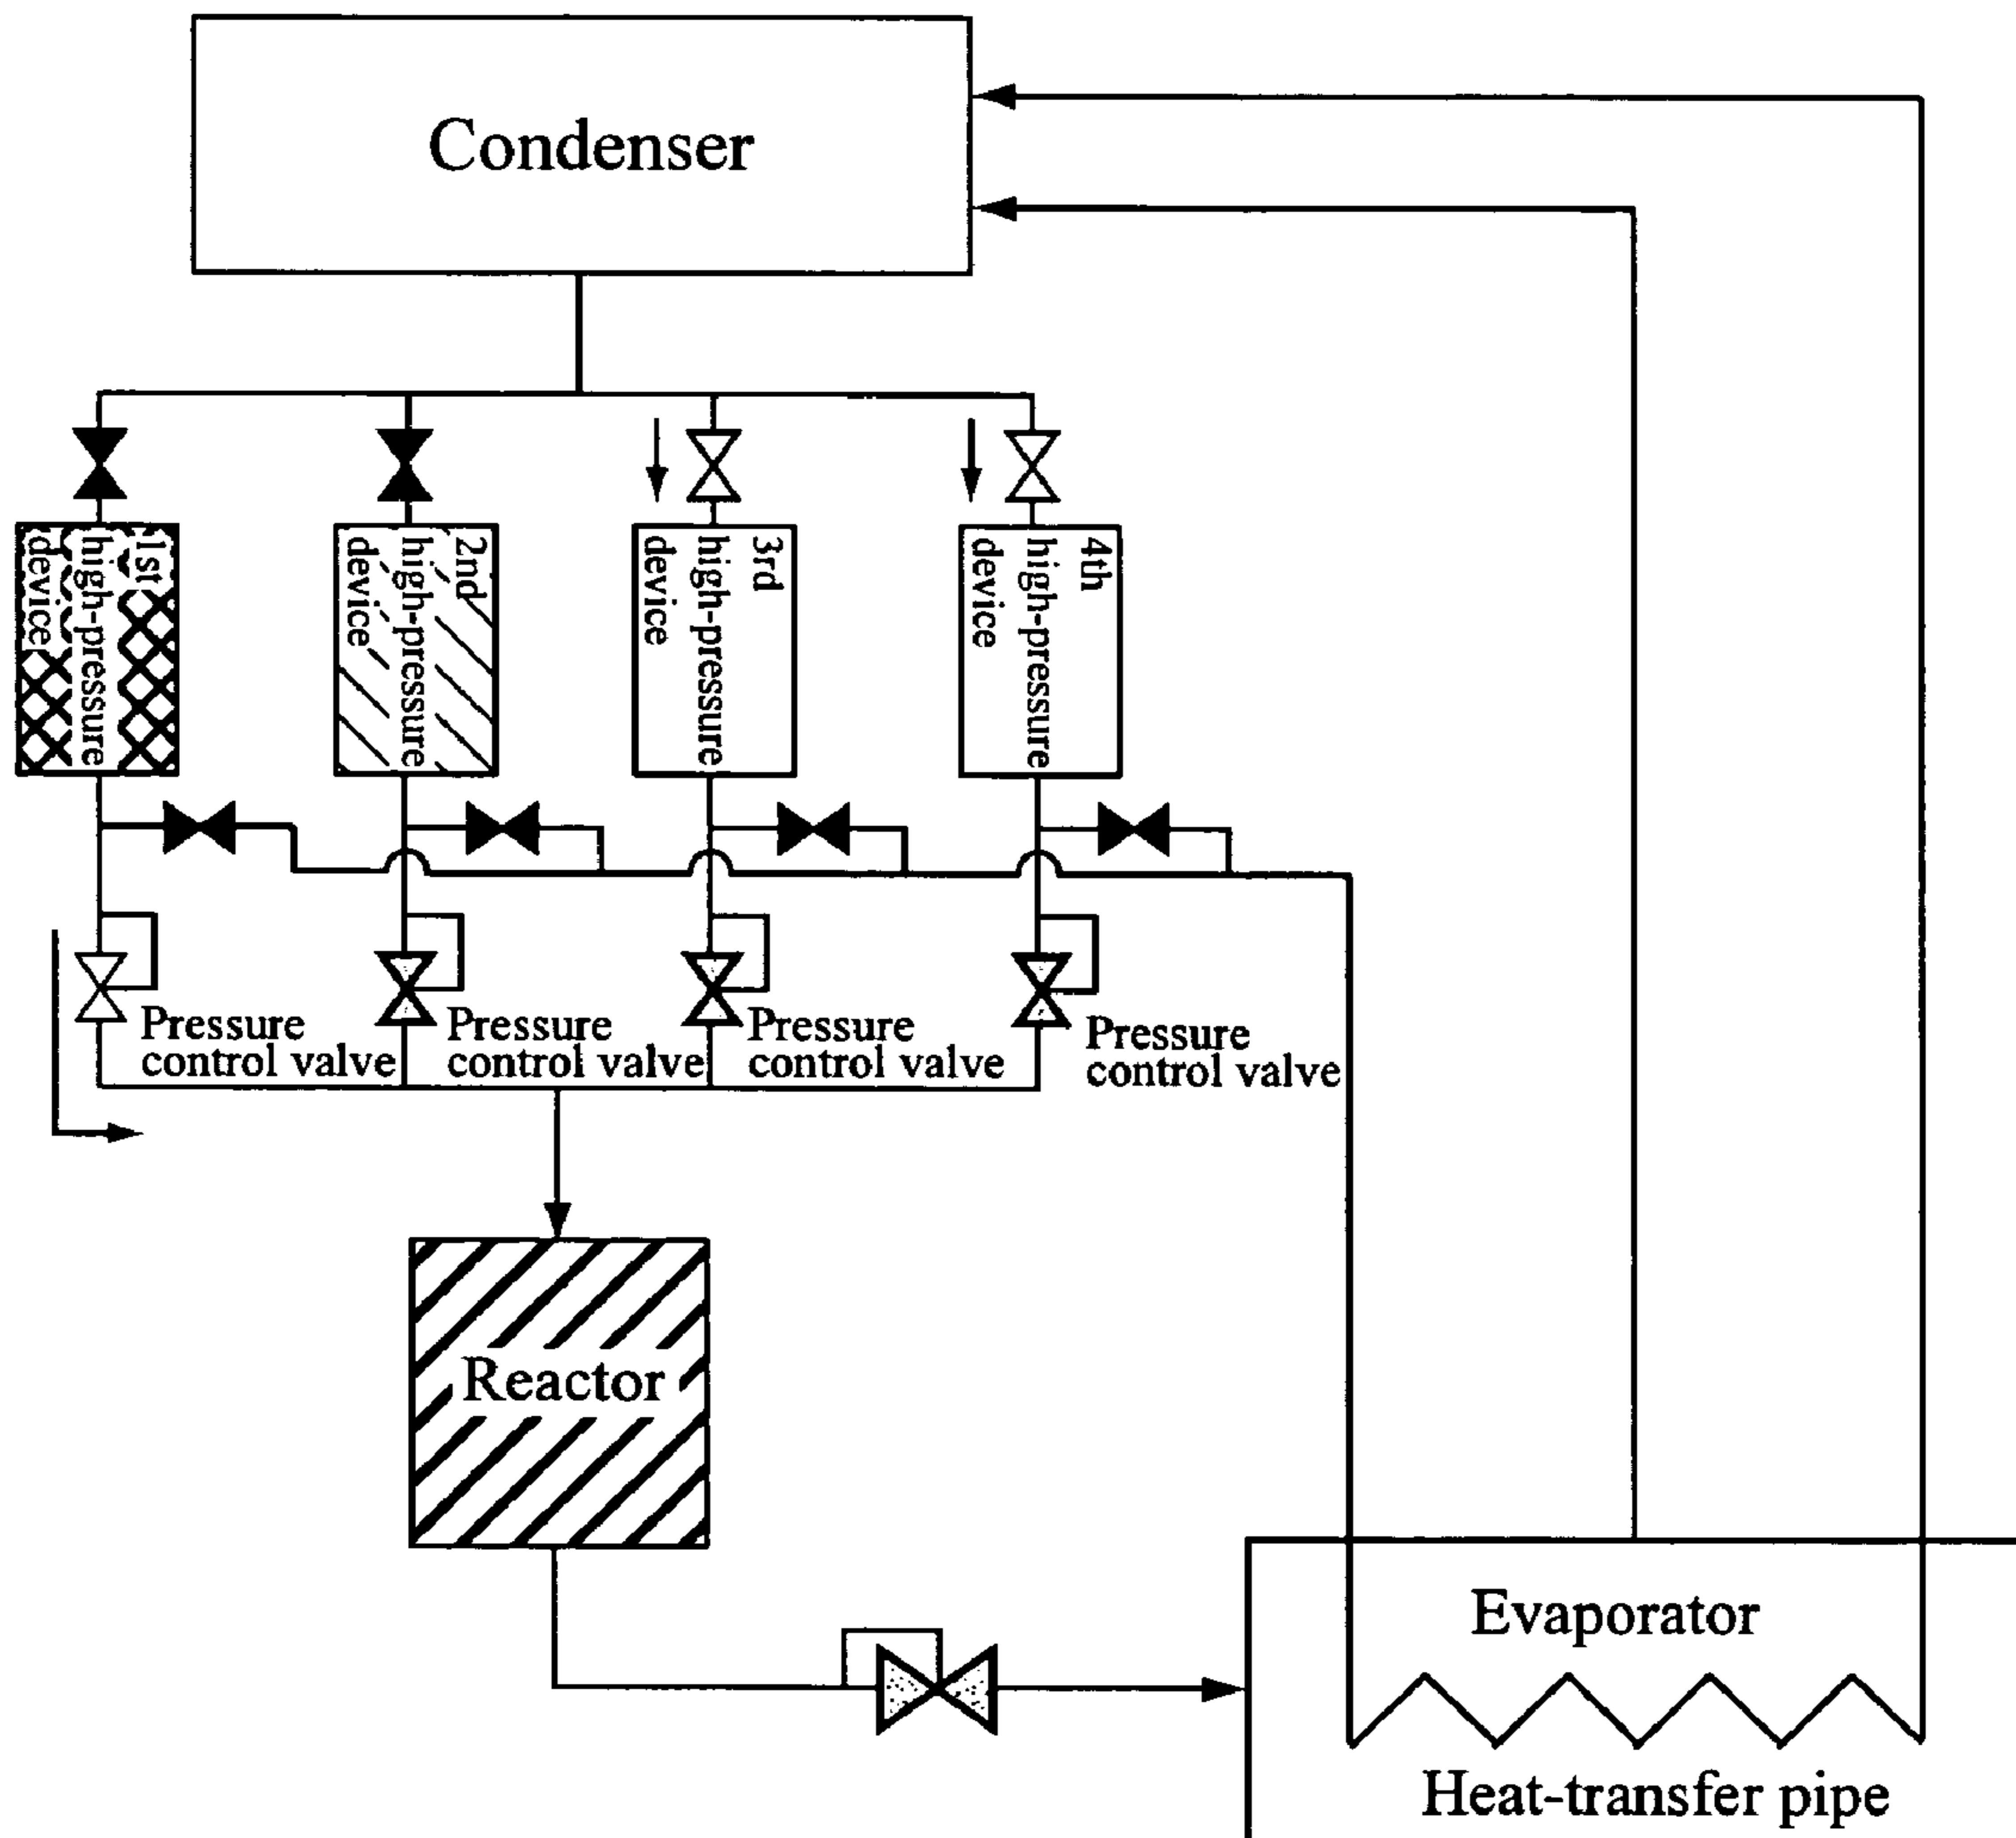 Condenser
1st
high-pressure
device
2nd
high-pressure
device
3rd
high-pressure
device
4th
high-pressure
device
Pressure
control valve
Pressure
control valve
Pressure
control valve
Pressure
control valve
Reactor
Evaporator
Heat-transfer pipe